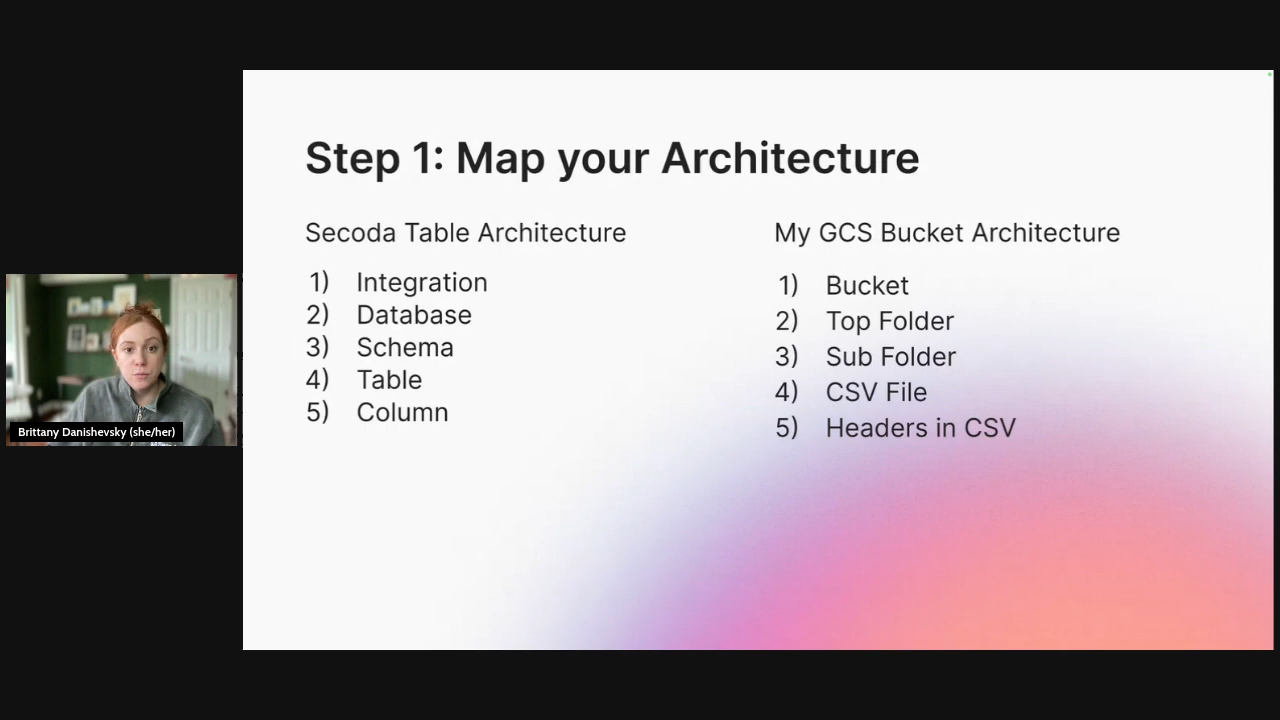 Step 1: Map your Architecture
Secoda Table Architecture
1) Integration
2) Database
3) Schema
4) Table
5) Column
My GCS Bucket Architecture
1) Bucket
2) Top Folder
3) Sub Folder
4) CSV File
5) Headers in CSV
Brittany Danishevsky (she/her)